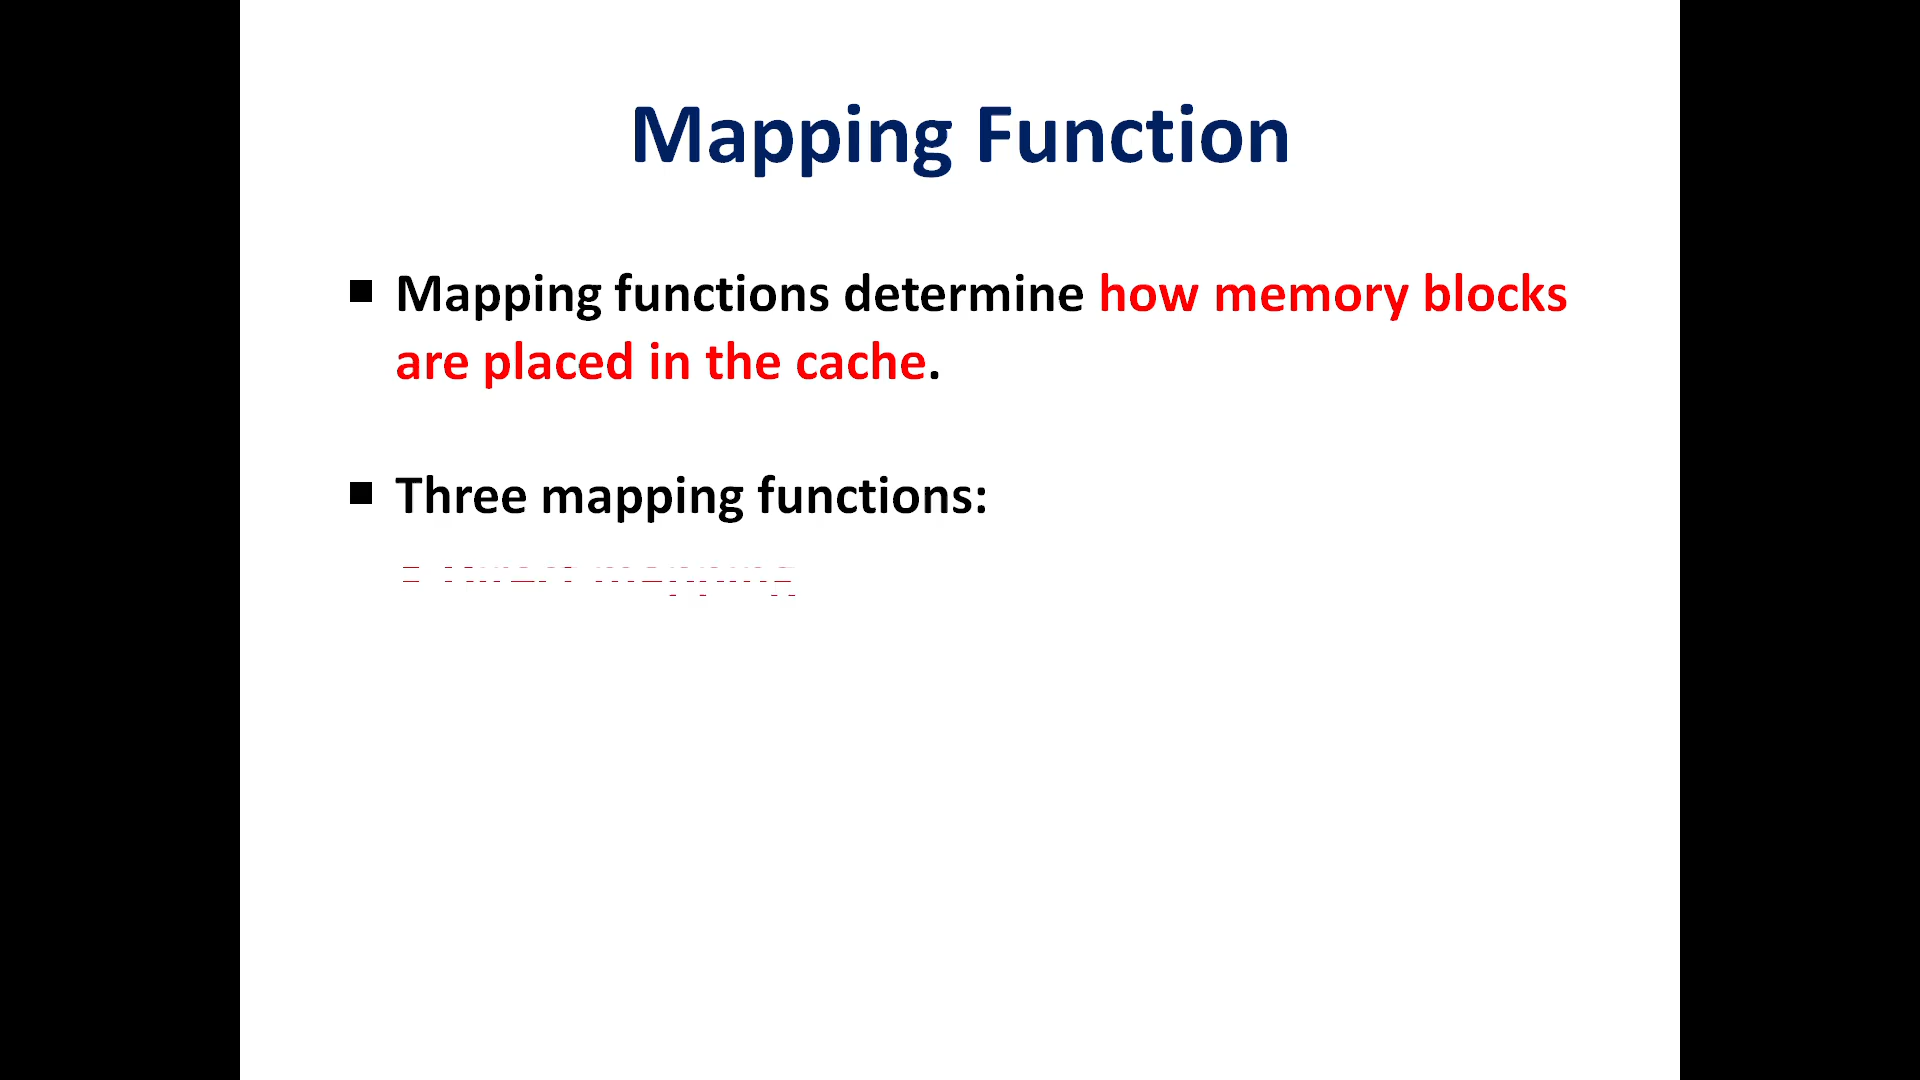 Mapping Function
■ Mapping functions determine how memory blocks
are placed in the cache.
■ Three mapping functions: